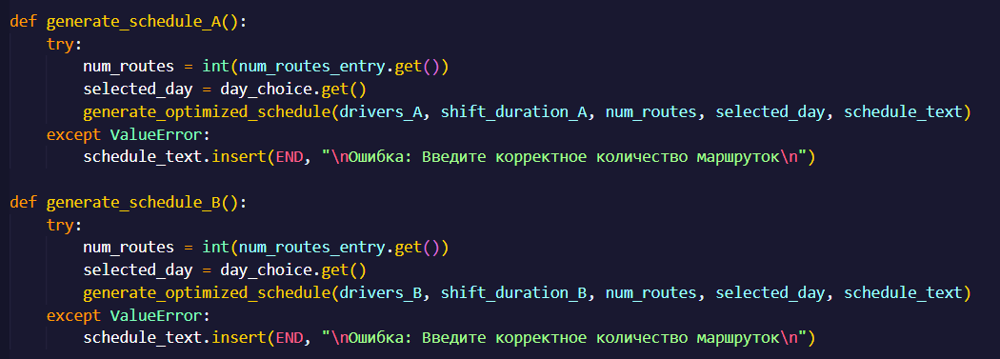 def generate_schedule_A():
    try:
        num_routes = int(num_routes_entry.get())
        selected_day = day_choice.get()
        generate_optimized_schedule(drivers_A, shift_duration_A, num_routes, selected_day, schedule_text)
    except ValueError:
        schedule_text.insert(END, "\nОшибка: Введите корректное количество маршруток\n")

def generate_schedule_B():
    try:
        num_routes = int(num_routes_entry.get())
        selected_day = day_choice.get()
        generate_optimized_schedule(drivers_B, shift_duration_B, num_routes, selected_day, schedule_text)
    except ValueError:
        schedule_text.insert(END, "\nОшибка: Введите корректное количество маршруток\n")